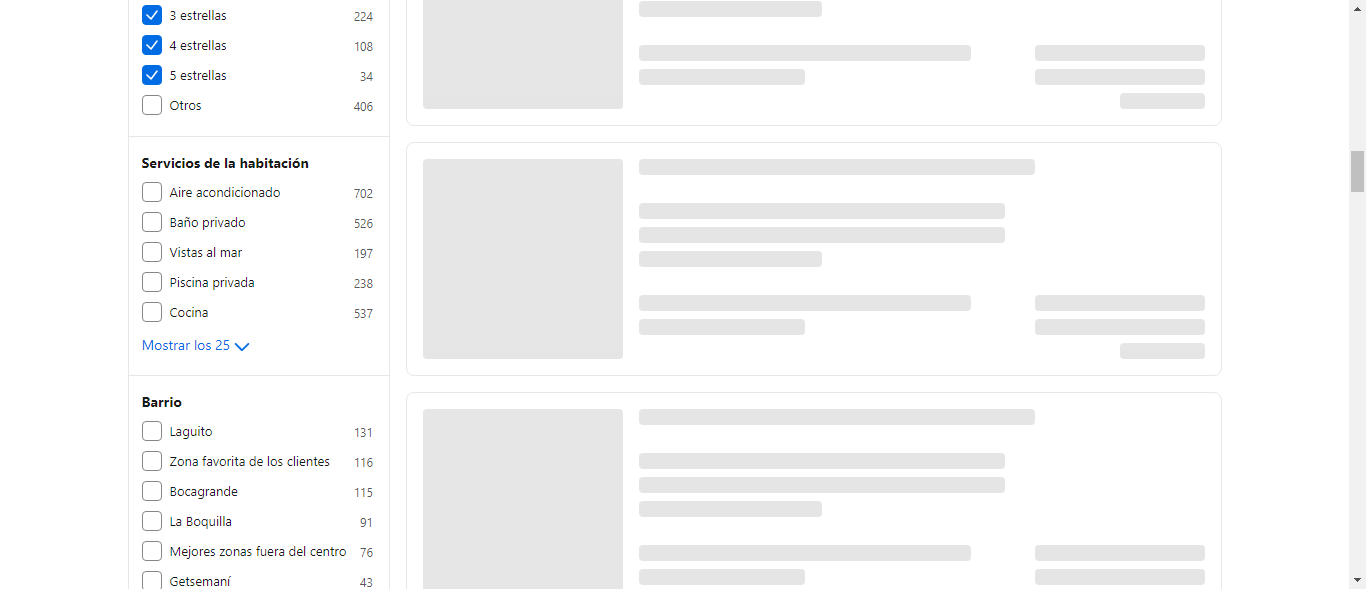 3 estrellas 224
4 estrellas 108
5 estrellas 34
Otros 406
Servicios de la habitación
Aire acondicionado 702
Baño privado 526
Vistas al mar 197
Piscina privada 238
Cocina 537
Mostrar los 25
Barrio
Laguito 131
Zona favorita de los clientes 116
Bocagrande 115
La Boquilla 91
Mejores zonas fuera del centro 76
Getsemaní 43